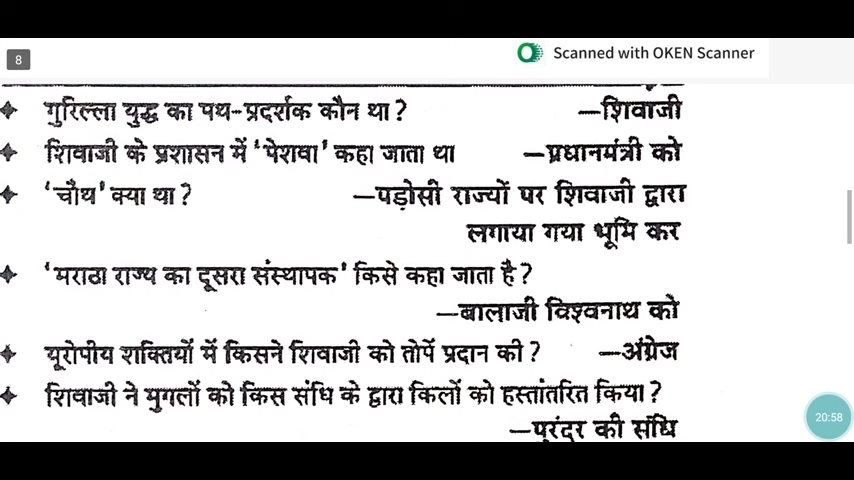 8
Scanned with OKEN Scanner
गुरिल्ला युद्ध का पथ-प्रदर्शक कौन था? —शिवाजी
शिवाजी के प्रशासन में 'पेशवा' कहा जाता था —प्रधानमंत्री को
'चौथ' क्या था? —पड़ोसी राज्यों पर शिवाजी द्वारा
लगाया गया भूमि कर
'मराठा राज्य का दूसरा संस्थापक' किसे कहा जाता है?
—बालाजी विश्वनाथ को
यूरोपीय शक्तियों में किसने शिवाजी को तोपें प्रदान की? —अंग्रेज
शिवाजी ने मुगलों को किस संधि के द्वारा किलों को हस्तांतरित किया?
—पुरंदर की संधि
20:58